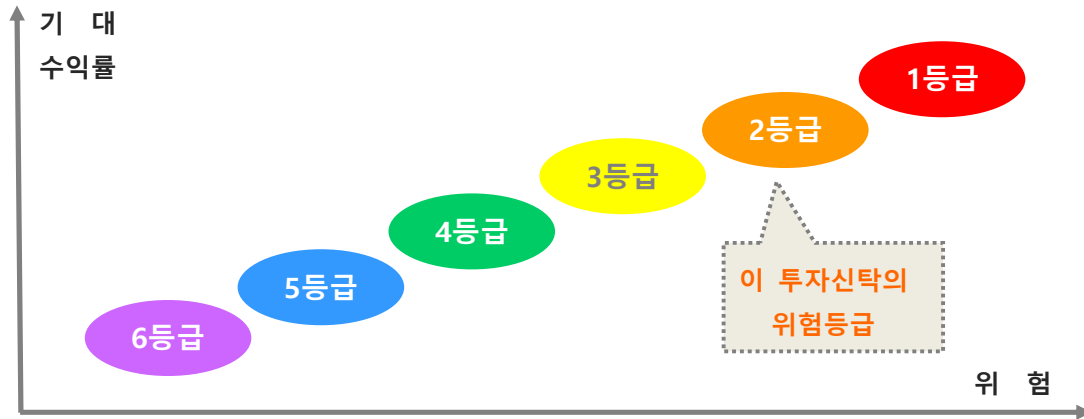 기 대
수익률
1등급
2등급
3등급
4등급
5등급
6등급
이 투자신탁의
위험등급
위 험